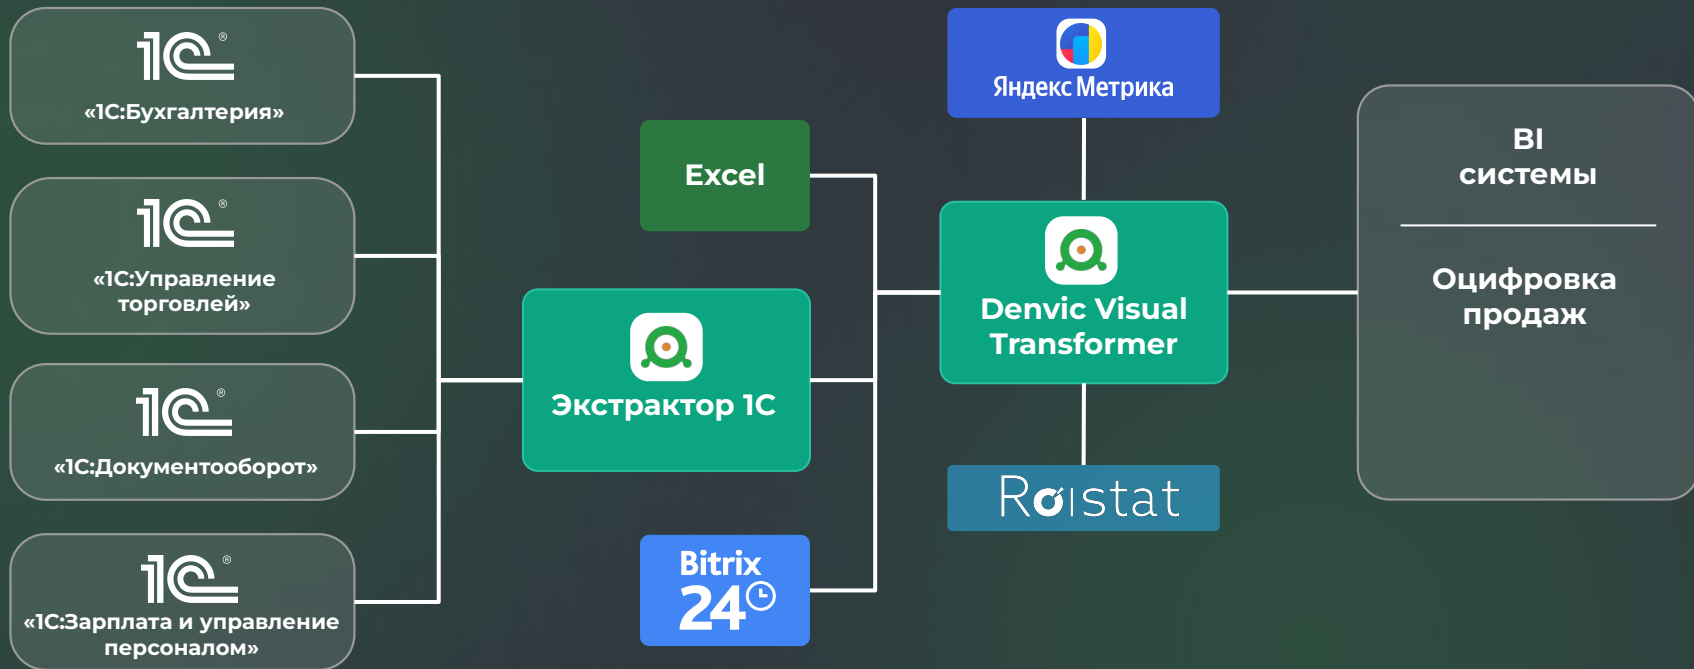 1С®
«1С:Бухгалтерия»
1С®
«1С:Управление
торговлей»
1С®
«1С:Документооборот»
1С®
«1С:Зарплата и управление
персоналом»
Excel
Экстрактор 1С
Bitrix
24
Яндекс Метрика
Denvic Visual
Transformer
Roistat
BI
системы
Оцифровка
продаж